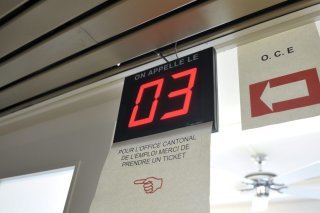 ON APPELLE LE
03
POUR L'OFFICE CANTONAL
DE L'EMPLOI MERCI DE
PRENDRE UN TICKET
O. C. E